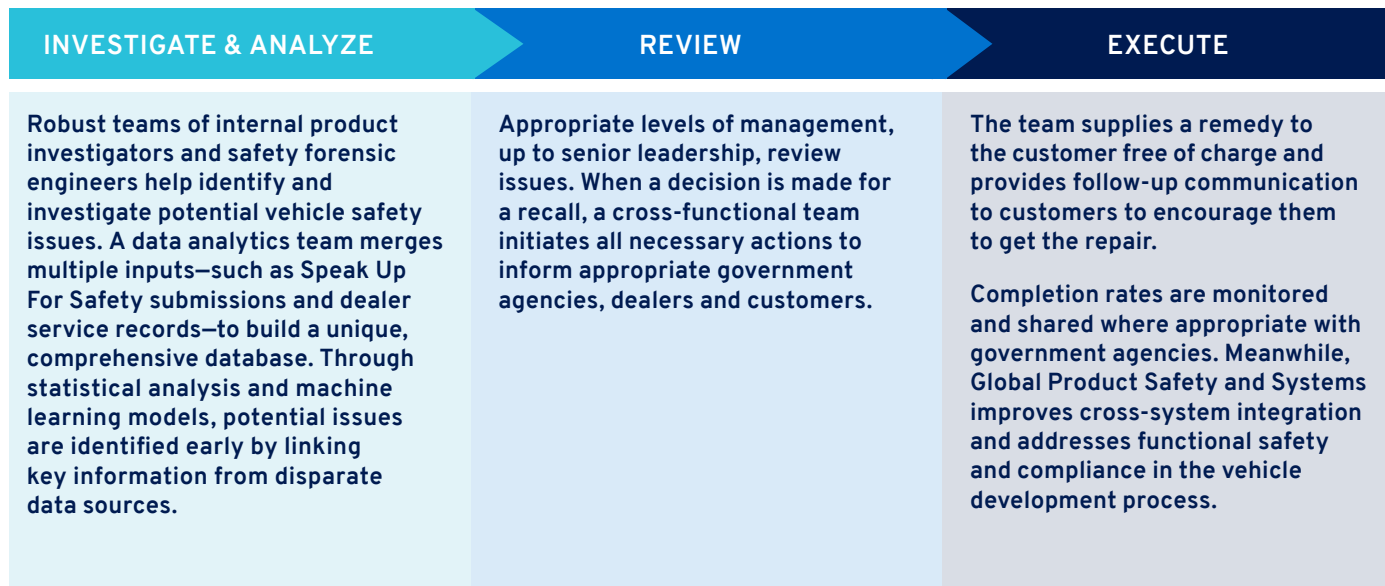 INVESTIGATE & ANALYZE
REVIEW
EXECUTE
Robust teams of internal product
investigators and safety forensic
engineers help identify and
investigate potential vehicle safety
issues. A data analytics team merges
multiple inputs—such as Speak Up
For Safety submissions and dealer
service records—to build a unique,
comprehensive database. Through
statistical analysis and machine
learning models, potential issues
are identified early by linking
key information from disparate
data sources.
Appropriate levels of management,
up to senior leadership, review
issues. When a decision is made for
a recall, a cross-functional team
initiates all necessary actions to
inform appropriate government
agencies, dealers and customers.
The team supplies a remedy to
the customer free of charge and
provides follow-up communication
to customers to encourage them
to get the repair.
Completion rates are monitored
and shared where appropriate with
government agencies. Meanwhile,
Global Product Safety and Systems
improves cross-system integration
and addresses functional safety
and compliance in the vehicle
development process.